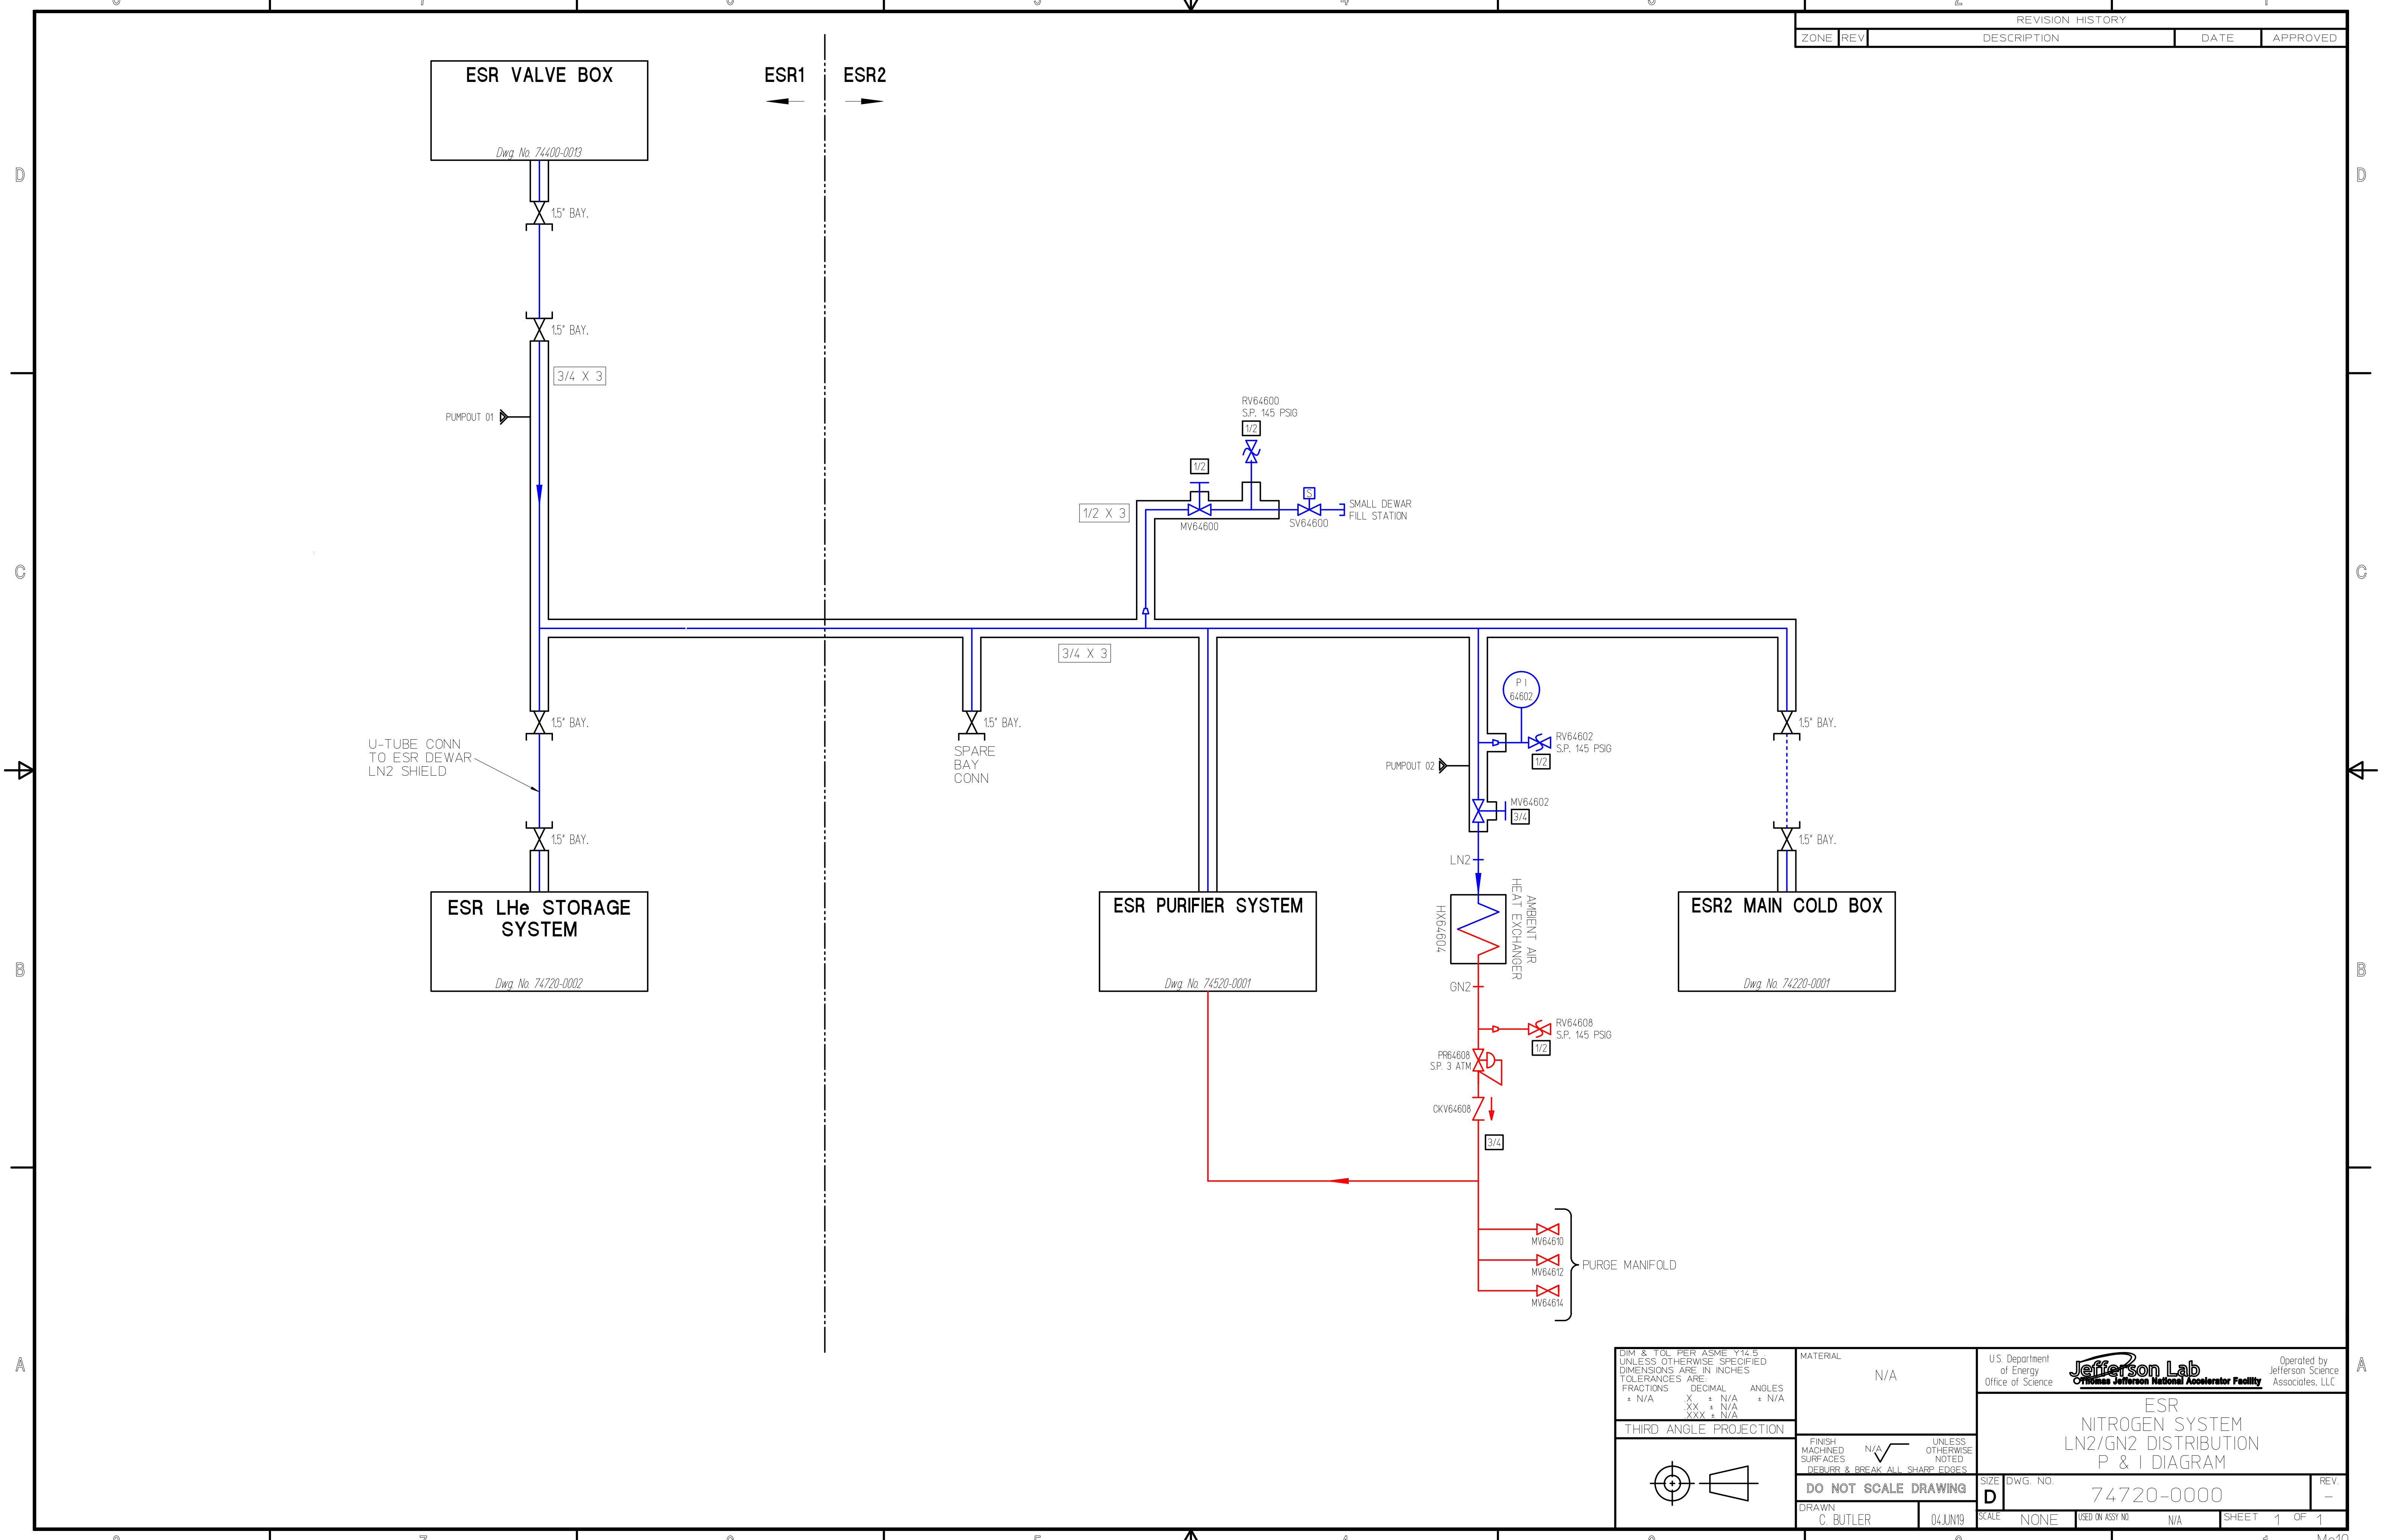 REVISION HISTORY
ZONE REV DESCRIPTION DATE APPROVED
ESR VALVE BOX
Dwg. No. 74400-0013
ESR1
ESR2
1.5" BAY.
1.5" BAY.
3/4 X 3
PUMPOUT 01
RV64600
S.P. 145 PSIG
1/2
1/2
1/2 X 3
MV64600
S
SV64600
SMALL DEWAR
FILL STATION
3/4 X 3
1.5" BAY.
U-TUBE CONN
TO ESR DEWAR
LN2 SHIELD
1.5" BAY.
1.5" BAY.
SPARE
BAY
CONN
P I
64602
RV64602
S.P. 145 PSIG
1/2
PUMPOUT 02
MV64602
3/4
1.5" BAY.
1.5" BAY.
LN2
ESR LHe STORAGE
SYSTEM
Dwg. No. 74720-0002
ESR PURIFIER SYSTEM
Dwg. No. 74520-0001
HX64604
AMBIENT AIR
HEAT EXCHANGER
ESR2 MAIN COLD BOX
Dwg. No. 74220-0001
GN2
RV64608
S.P. 145 PSIG
1/2
PR64608
S.P. 3 ATM
CKV64608
3/4
MV64610
MV64612
MV64614
PURGE MANIFOLD
D
D
C
C
B
B
A
A
DIM & TOL PER ASME Y14.5
UNLESS OTHERWISE SPECIFIED
DIMENSIONS ARE IN INCHES
TOLERANCES ARE:
FRACTIONS DECIMAL ANGLES
± N/A .X ± N/A ± N/A
.XX ± N/A
.XXX ± N/A
THIRD ANGLE PROJECTION
MATERIAL
N/A
FINISH
MACHINED
SURFACES
N/A
UNLESS
OTHERWISE
NOTED
DEBURR & BREAK ALL SHARP EDGES
DO NOT SCALE DRAWING
DRAWN
C. BUTLER
04JUN19
U.S. Department
of Energy
Office of Science
Jefferson Lab
Thomas Jefferson National Accelerator Facility
Operated by
Jefferson Science
Associates, LLC
ESR
NITROGEN SYSTEM
LN2/GN2 DISTRIBUTION
P & I DIAGRAM
SIZE
D
DWG. NO.
74720-0000
REV.
-
SCALE NONE
USED ON ASSY NO. N/A
SHEET 1 OF 1